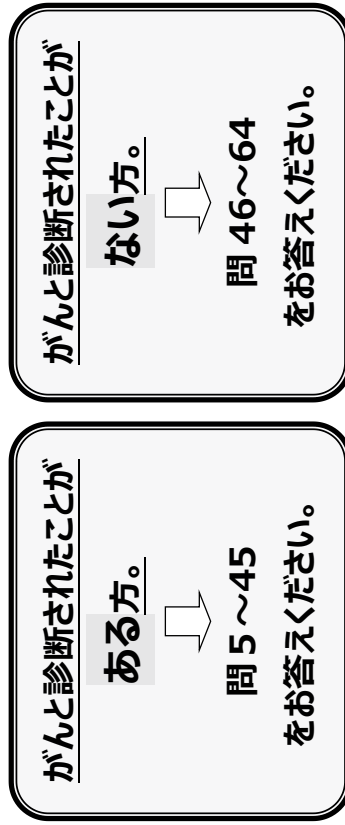 がんと診断されたことが
ある方。
問 5 ～45
をお答えください。
がんと診断されたことが
ない方。
問 46～64
をお答えください。